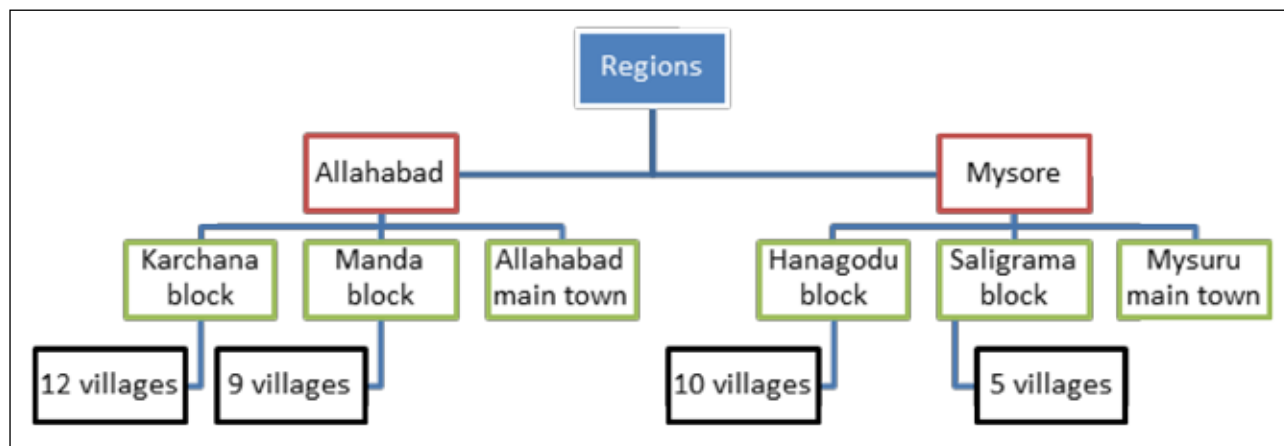 Regions
Allahabad
Mysore
Karchana
block
Manda
block
Allahabad
main town
Hanagodu
block
Saligrama
block
Mysuru
main town
12 villages
9 villages
10 villages
5 villages